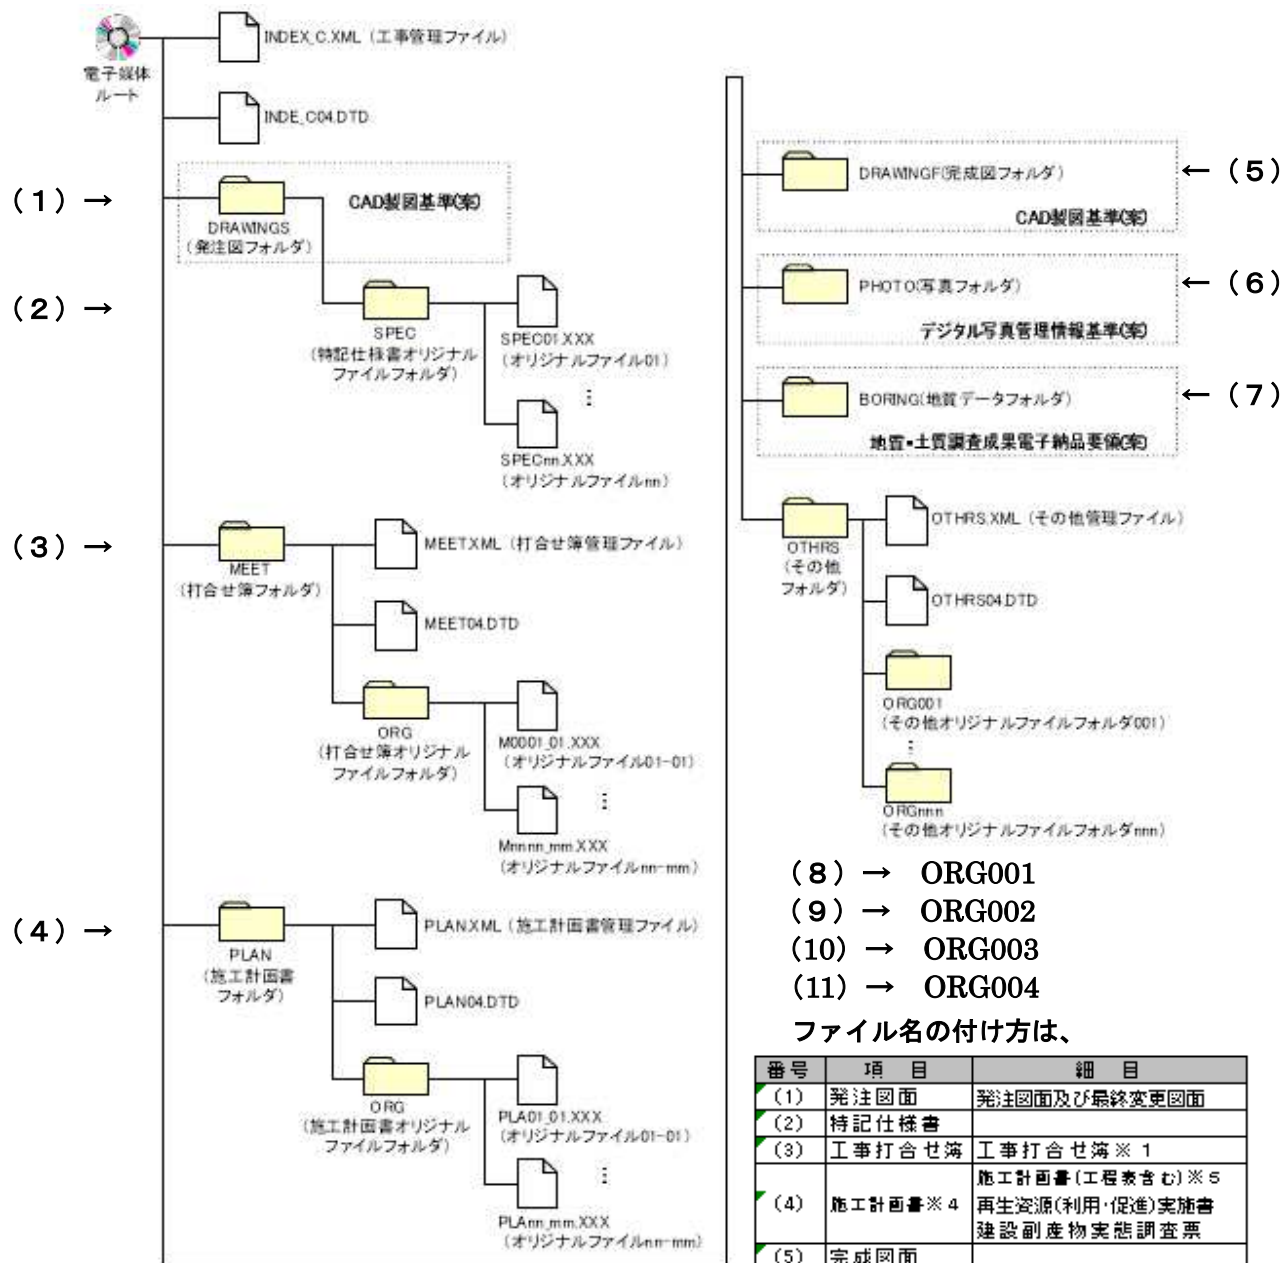 INDEX_C.XML（工事管理ファイル）
電子媒体
ルート
INDE_C04.DTD
（1）→
CAD製図基準(案)
DRAWINGS
（発注図フォルダ）
（2）→
SPEC
（特記仕様書オリジナル
ファイルフォルダ）
SPEC01.XXX
（オリジナルファイル01）
⋮
SPECnn.XXX
（オリジナルファイルnn）
（3）→
MEET
（打合せ簿フォルダ）
MEET.XML（打合せ簿管理ファイル）
MEET04.DTD
ORG
（打合せ簿オリジナル
ファイルフォルダ）
M0001_01.XXX
（オリジナルファイル01-01）
⋮
Mnnnn_mm.XXX
（オリジナルファイルnn-mm）
（4）→
PLAN
（施工計画書
フォルダ）
PLAN.XML（施工計画書管理ファイル）
PLAN04.DTD
ORG
（施工計画書オリジナル
ファイルフォルダ）
PLA01_01.XXX
（オリジナルファイル01-01）
⋮
PLAnn_mm.XXX
（オリジナルファイルnn-mm）
DRAWINGF(完成図フォルダ）
←（5）
CAD製図基準(案)
PHOTO(写真フォルダ）
←（6）
デジタル写真管理情報基準(案)
BORING(地質データフォルダ）
←（7）
地質・土質調査成果電子納品要領(案)
OTHRS
（その他
フォルダ）
OTHRS.XML（その他管理ファイル）
OTHRS04.DTD
ORG001
（その他オリジナルファイルフォルダ001）
⋮
ORGnnn
（その他オリジナルファイルフォルダnnn）
（8）→ ORG001
（9）→ ORG002
（10）→ ORG003
（11）→ ORG004
ファイル名の付け方は、
番号 項　目 細　目
（1） 発注図面 発注図面及び最終変更図面
（2） 特記仕様書
（3） 工事打合せ簿 工事打合せ簿※１
（4） 施工計画書※４ 施工計画書(工程表含む)※５
再生資源(利用・促進)実施書
建設副産物実態調査票
（5） 完成図面